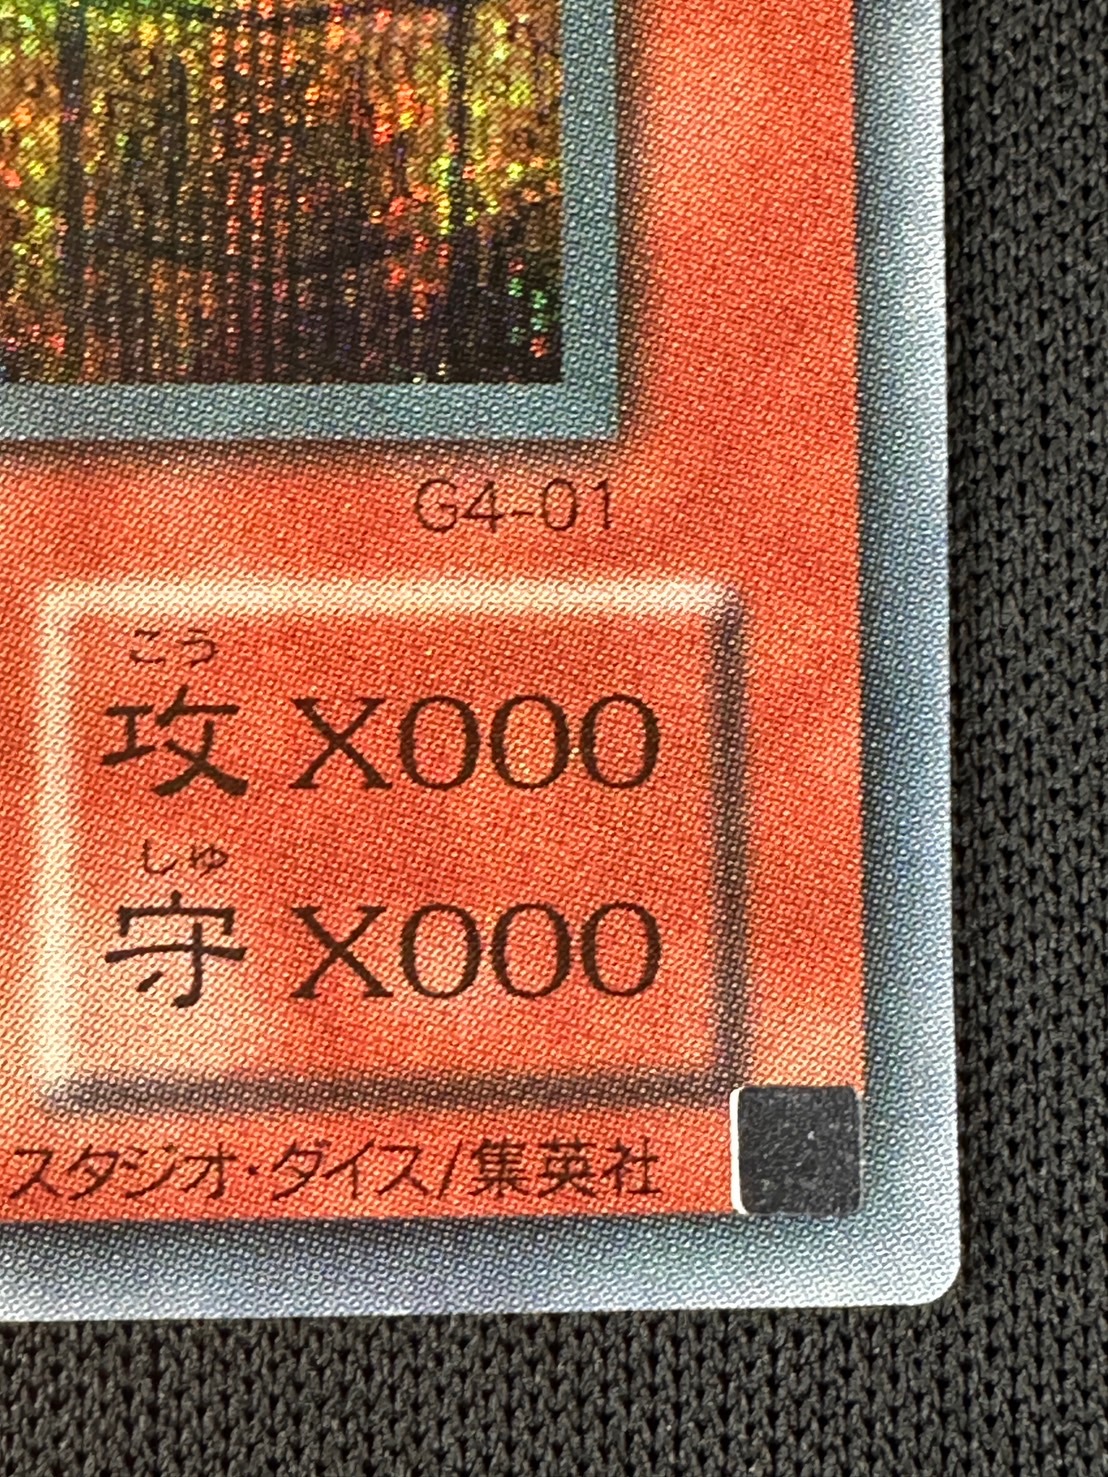 G4-01
こう
攻 X000
しゅ
守 X000
スタジオ・ダイス/集英社